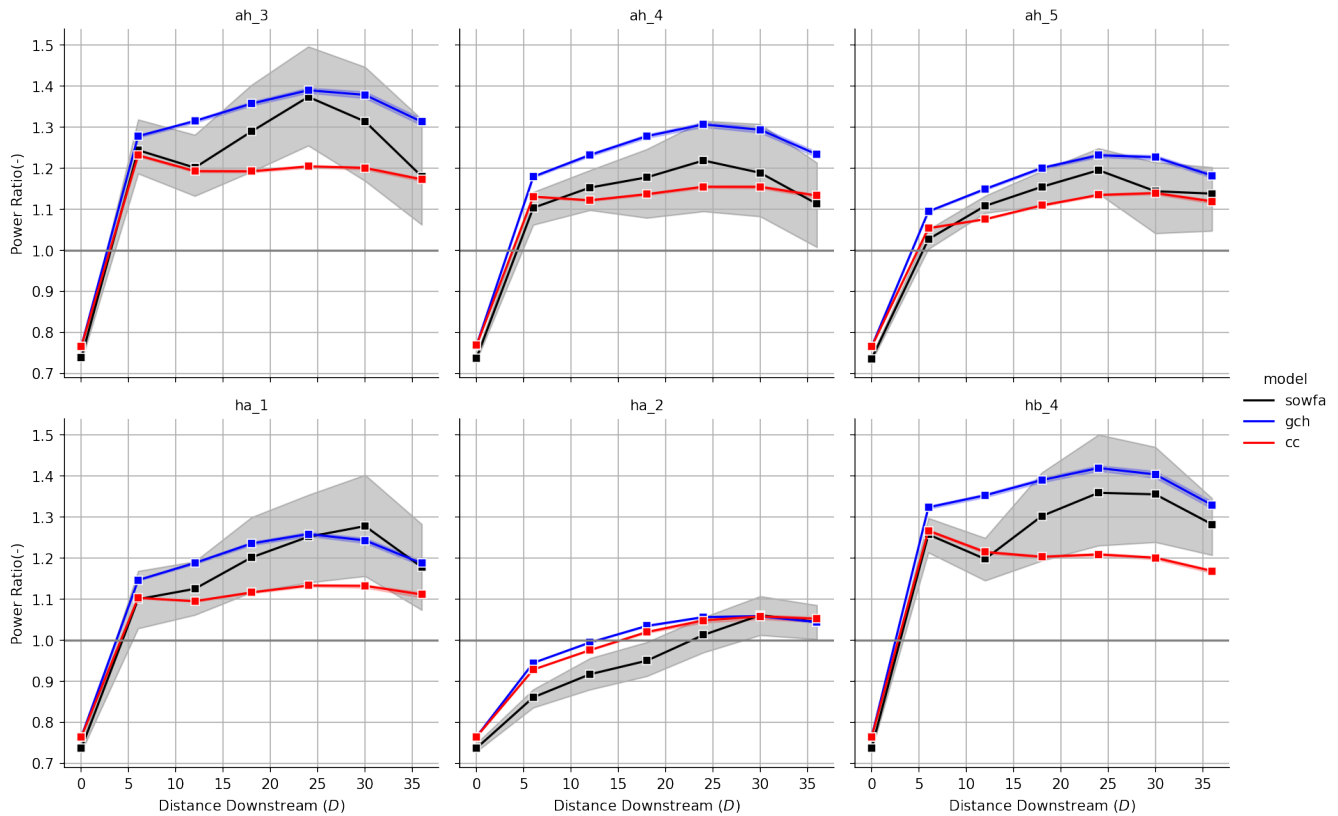 ah_3
ah_4
ah_5
1.5
1.4
1.3
1.2
1.1
1.0
0.9
0.8
0.7
Power Ratio(-)
model
sowfa
gch
cc
ha_1
ha_2
hb_4
1.5
1.4
1.3
1.2
1.1
1.0
0.9
0.8
0.7
Power Ratio(-)
0 5 10 15 20 25 30 35
0 5 10 15 20 25 30 35
0 5 10 15 20 25 30 35
Distance Downstream (D)
Distance Downstream (D)
Distance Downstream (D)